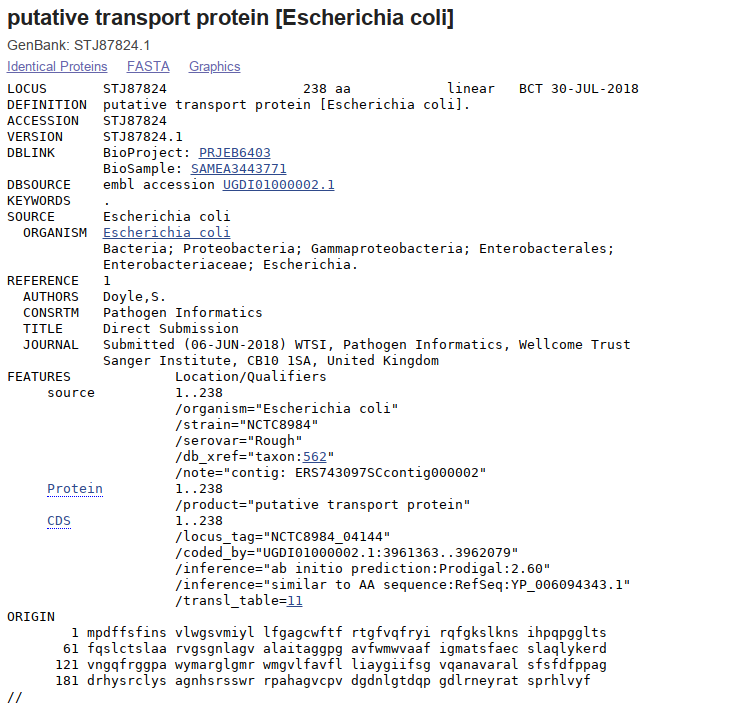 putative transport protein [Escherichia coli]
GenBank: STJ87824.1
Identical Proteins FASTA Graphics
LOCUS STJ87824 238 aa linear BCT 30-JUL-2018
DEFINITION putative transport protein [Escherichia coli].
ACCESSION STJ87824
VERSION STJ87824.1
DBLINK BioProject: PRJEB6403
BioSample: SAMEA3443771
DBSOURCE embl accession UGDI01000002.1
KEYWORDS .
SOURCE Escherichia coli
ORGANISM Escherichia coli
Bacteria; Proteobacteria; Gammaproteobacteria; Enterobacterales;
Enterobacteriaceae; Escherichia.
REFERENCE 1
AUTHORS Doyle,S.
CONSRTM Pathogen Informatics
TITLE Direct Submission
JOURNAL Submitted (06-JUN-2018) WTSI, Pathogen Informatics, Wellcome Trust
Sanger Institute, CB10 1SA, United Kingdom
FEATURES Location/Qualifiers
source 1..238
/organism="Escherichia coli"
/strain="NCTC8984"
/serovar="Rough"
/db_xref="taxon:562"
/note="contig: ERS743097SCcontig000002"
Protein 1..238
/product="putative transport protein"
CDS 1..238
/locus_tag="NCTC8984_04144"
/coded_by="UGDI01000002.1:3961363..3962079"
/inference="ab initio prediction:Prodigal:2.60"
/inference="similar to AA sequence:RefSeq:YP_006094343.1"
/transl_table=11
ORIGIN
1 mpdffsfins vlwgsvmiyl lfgagcwftf rtgfvqfryi rqfgkslkns ihpqpgglts
61 fqslctslaa rvgsgnlagv alaitaggpg avfwmwvaaf igmatsfaec slaqlykerd
121 vngqfrggpa wymarglgmr wmgvlfavfl liaygiifsg vqanavaral sfsfdfppag
181 drhysrclys agnhsrsswr rpahagvcpv dgdnlgtdqp gdlrneyrat sprhlvyf
//